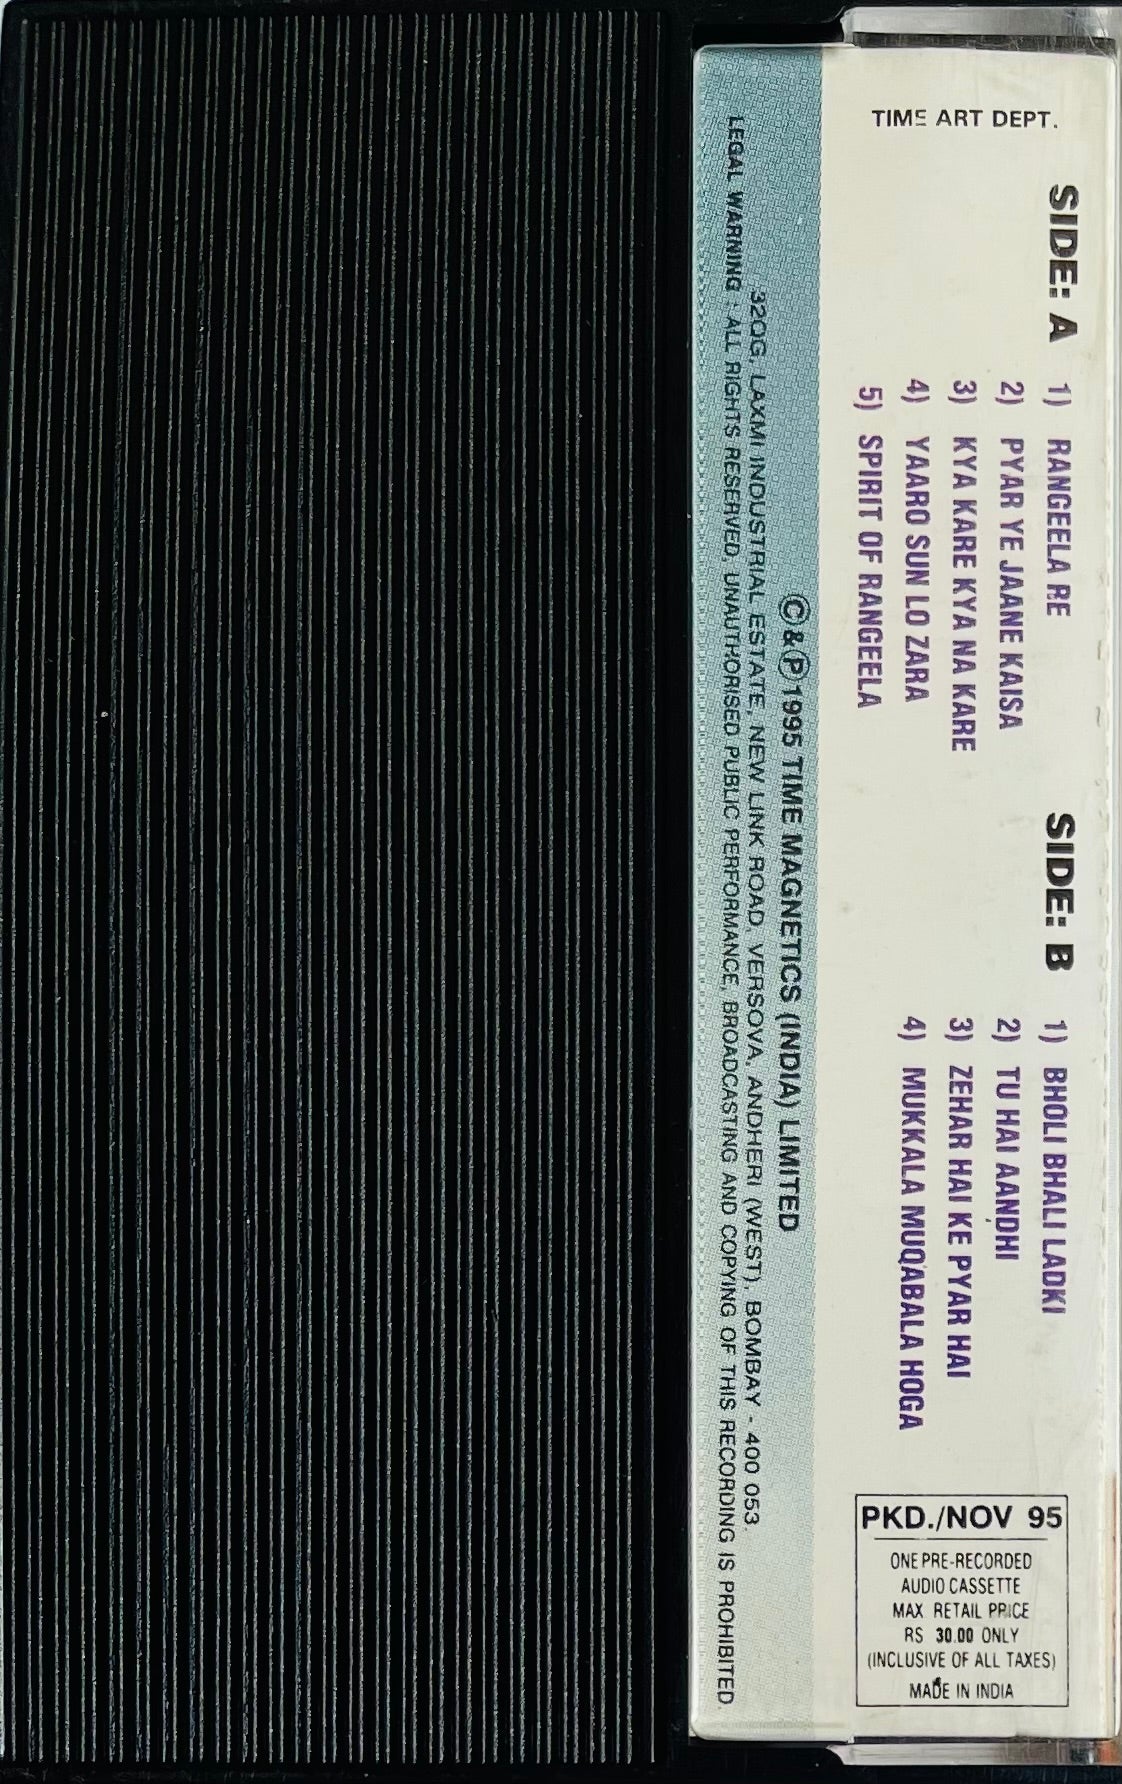 TIME ART DEPT.
SIDE: A
1) RANGEELA RE
2) PYAR YE JAANE KAISA
3) KYA KARE KYA NA KARE
4) YAARO SUN LO ZARA
5) SPIRIT OF RANGEELA
SIDE: B
1) BHOLI BHALI LADKI
2) TU HAI AANDHI
3) ZEHAR HAI KE PYAR HAI
4) MUKKALA MUQABALA HOGA
PKD./NOV 95
ONE PRE-RECORDED
AUDIO CASSETTE
MAX RETAIL PRICE
RS 30.00 ONLY
(INCLUSIVE OF ALL TAXES)
MADE IN INDIA
Ⓒ & Ⓟ 1995 TIME MAGNETICS (INDIA) LIMITED
32QG, LAXMI INDUSTRIAL ESTATE, NEW LINK ROAD, VERSOVA, ANDHERI (WEST), BOMBAY - 400 053.
LEGAL WARNING : ALL RIGHTS RESERVED, UNAUTHORISED PUBLIC PERFORMANCE, BROADCASTING AND COPYING OF THIS RECORDING IS PROHIBITED.